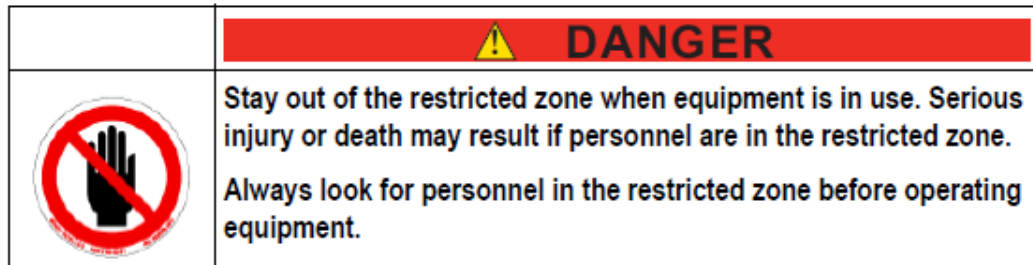 DANGER
Stay out of the restricted zone when equipment is in use. Serious
injury or death may result if personnel are in the restricted zone.
Always look for personnel in the restricted zone before operating
equipment.